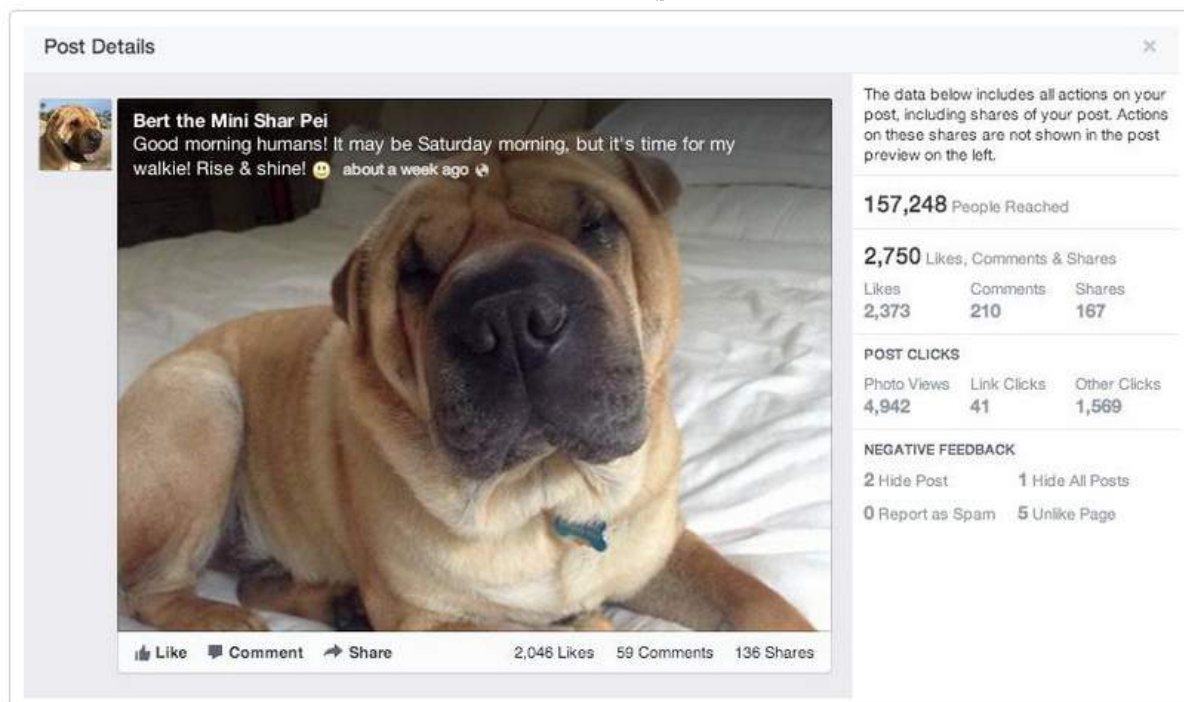 Post Details
Bert the Mini Shar Pei
Good morning humans! It may be Saturday morning, but it's time for my
walkie! Rise & shine! about a week ago
Like Comment Share 2,046 Likes 59 Comments 136 Shares
The data below includes all actions on your
post, including shares of your post. Actions
on these shares are not shown in the post
preview on the left.
157,248 People Reached
2,750 Likes, Comments & Shares
Likes Comments Shares
2,373 210 167
POST CLICKS
Photo Views Link Clicks Other Clicks
4,942 41 1,569
NEGATIVE FEEDBACK
2 Hide Post 1 Hide All Posts
0 Report as Spam 5 Unlike Page